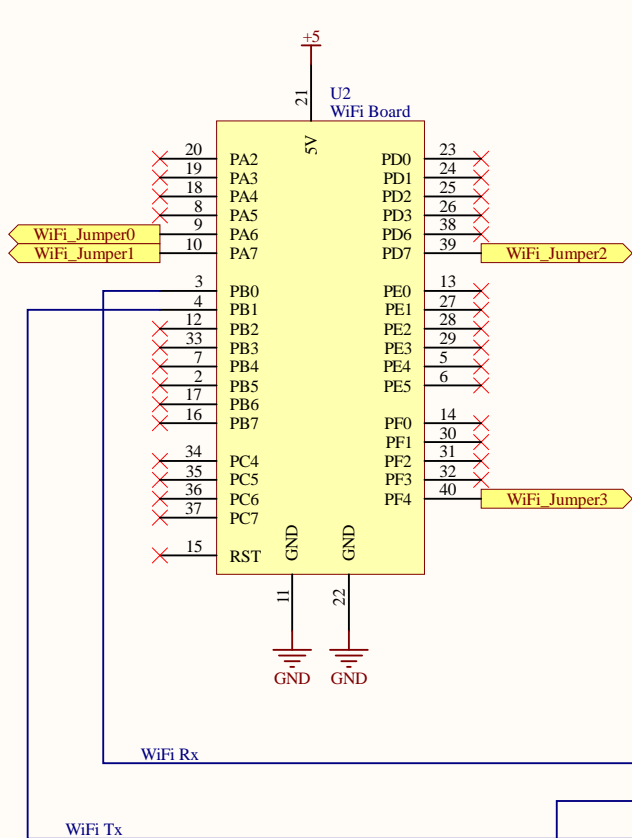 +5
21
U2
WiFi Board
5V
20 PA2 PD0 23
19 PA3 PD1 24
18 PA4 PD2 25
8 PA5 PD3 26
WiFi_Jumper0 9 PA6 PD6 38
WiFi_Jumper1 10 PA7 PD7 39 WiFi_Jumper2
3 PB0 PE0 13
4 PB1 PE1 27
12 PB2 PE2 28
33 PB3 PE3 29
7 PB4 PE4 5
2 PB5 PE5 6
17 PB6
16 PB7 PF0 14
PF1 30
34 PC4 PF2 31
35 PC5 PF3 32
36 PC6 PF4 40 WiFi_Jumper3
37 PC7
15 RST GND GND
11 22
GND GND
WiFi Rx
WiFi Tx